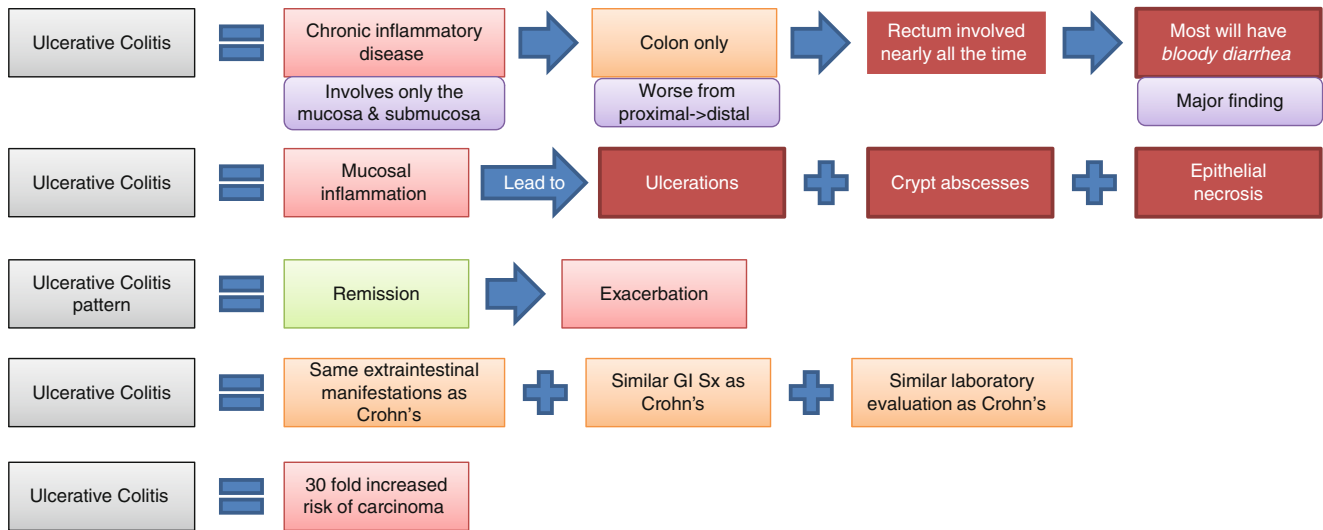 Ulcerative Colitis
Chronic inflammatory
disease
Involves only the
mucosa & submucosa
Colon only
Worse from
proximal->distal
Rectum involved
nearly all the time
Most will have
bloody diarrhea
Major finding
Ulcerative Colitis
Mucosal
inflammation
Lead to
Ulcerations
Crypt abscesses
Epithelial
necrosis
Ulcerative Colitis
pattern
Remission
Exacerbation
Ulcerative Colitis
Same extraintestinal
manifestations as
Crohn's
Similar GI Sx as
Crohn's
Similar laboratory
evaluation as Crohn's
Ulcerative Colitis
30 fold increased
risk of carcinoma